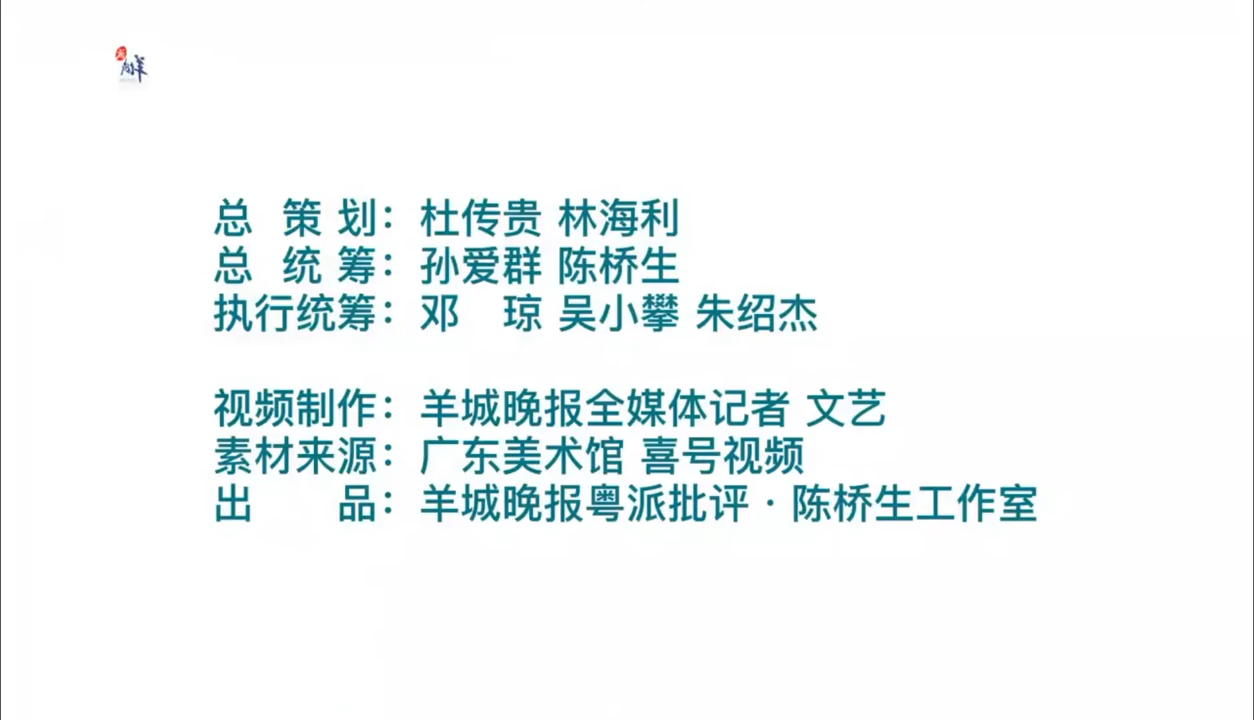 总 策 划：杜传贵 林海利
总 统 筹：孙爱群 陈桥生
执行统筹：邓 琼 吴小攀 朱绍杰
视频制作：羊城晚报全媒体记者 文艺
素材来源：广东美术馆 喜号视频
出 品：羊城晚报粤派批评·陈桥生工作室